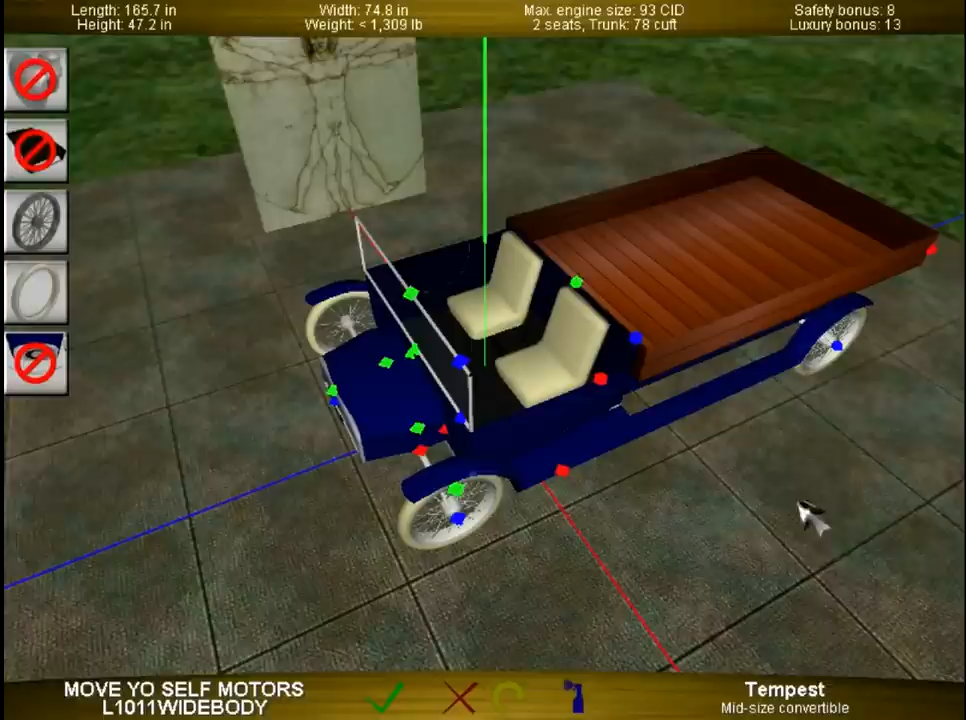 Length: 165.7 in
Height: 47.2 in
Width: 74.8 in
Weight: < 1,309 lb
Max. engine size: 93 CID
2 seats, Trunk: 78 cuft
Safety bonus: 8
Luxury bonus: 13
MOVE YO SELF MOTORS
L1011WIDEBODY
Tempest
Mid-size convertible